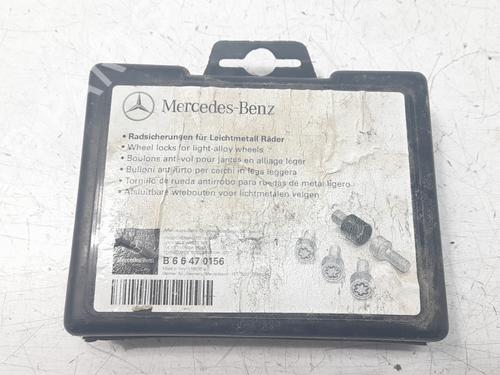 Mercedes-Benz
• Radsicherungen für Leichtmetall Räder
• Wheel locks for light-alloy wheels
• Boulons anti-vol pour jantes en alliage léger
• Bulloni antifurto per cerchi in lega leggera
• Tornillo de rueda antirrobo para ruedas de metal ligero
• Afsluitbare wielbouten voor lichtmetalen velgen
Mercedes-Benz
B 6 6 47 0156